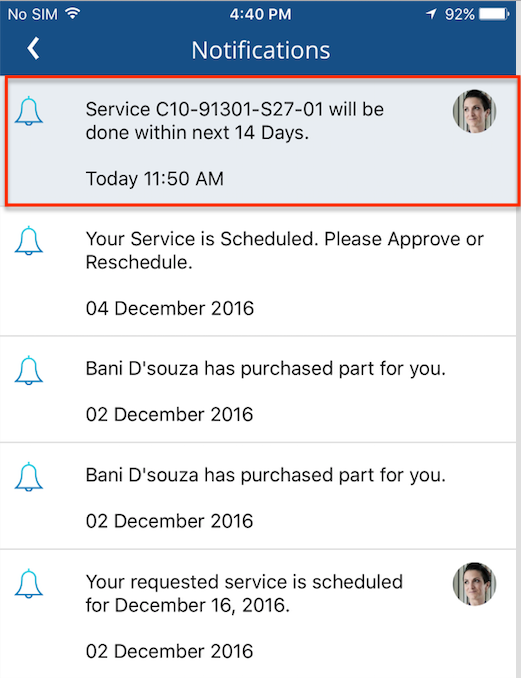 No SIM 4:40 PM 92%
Notifications
Service C10-91301-S27-01 will be
done within next 14 Days.
Today 11:50 AM
Your Service is Scheduled. Please Approve or
Reschedule.
04 December 2016
Bani D'souza has purchased part for you.
02 December 2016
Bani D'souza has purchased part for you.
02 December 2016
Your requested service is scheduled
for December 16, 2016.
02 December 2016